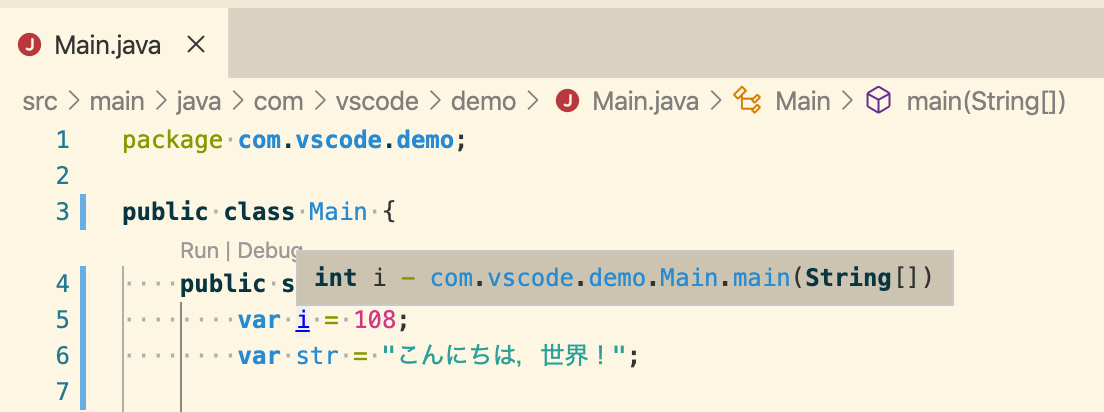 Main.java
src > main > java > com > vscode > demo > Main.java > Main > main(String[])
1 package com.vscode.demo;
2
3 public class Main {
Run | Debug
int i - com.vscode.demo.Main.main(String[])
4 public s
5 var i = 108;
6 var str = "こんにちは，世界！";
7